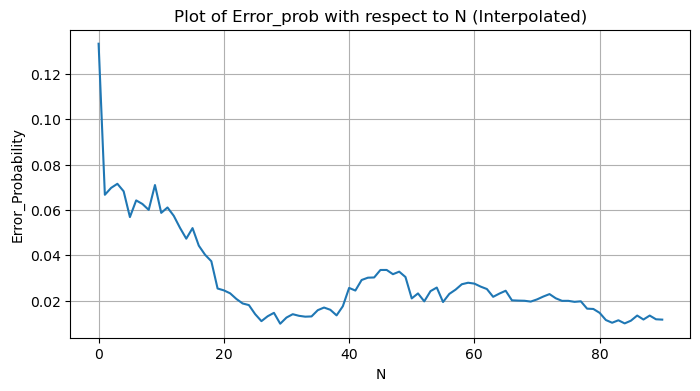 Plot of Error_prob with respect to N (Interpolated)
Error_Probability
0.12
0.10
0.08
0.06
0.04
0.02
0 20 40 60 80
N